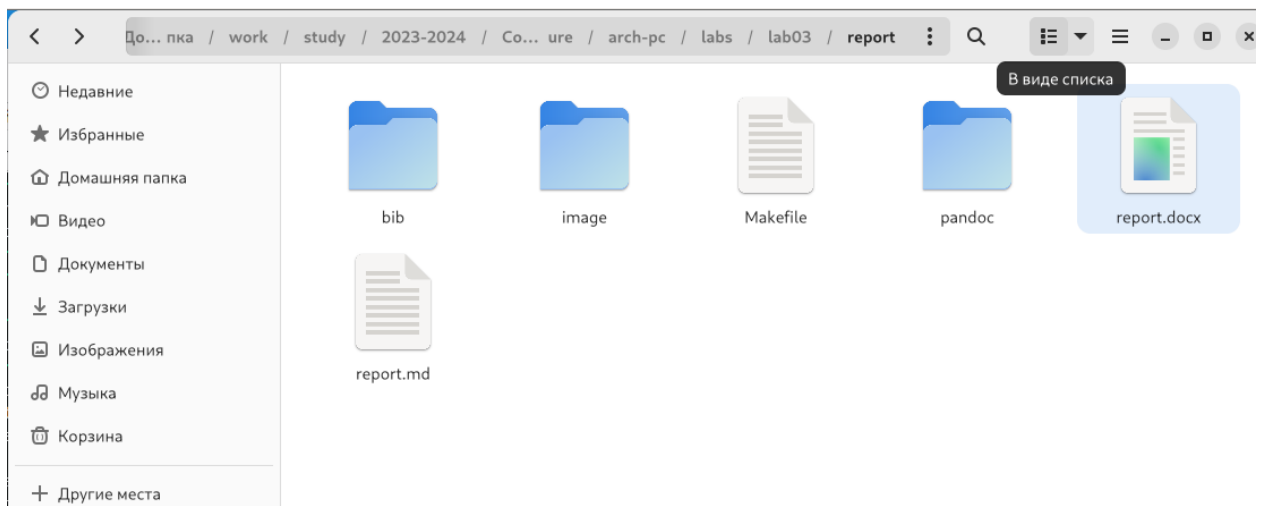 До... пка / work / study / 2023-2024 / Co... ure / arch-pc / labs / lab03 / report
В виде списка
Недавние
Избранные
Домашняя папка
Видео
Документы
Загрузки
Изображения
Музыка
Корзина
Другие места
bib
image
Makefile
pandoc
report.docx
report.md